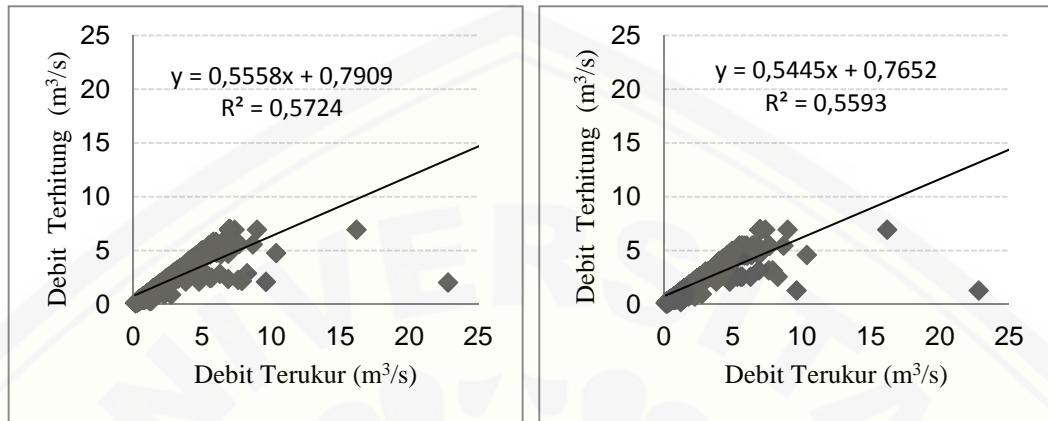 25
20
15
10
5
0
0 5 10 15 20 25
Debit Terhitung (m³/s)
Debit Terukur (m³/s)
y = 0,5558x + 0,7909
R² = 0,5724
25
20
15
10
5
0
0 5 10 15 20 25
Debit Terhitung (m³/s)
Debit Terukur (m³/s)
y = 0,5445x + 0,7652
R² = 0,5593
NIVERSITA